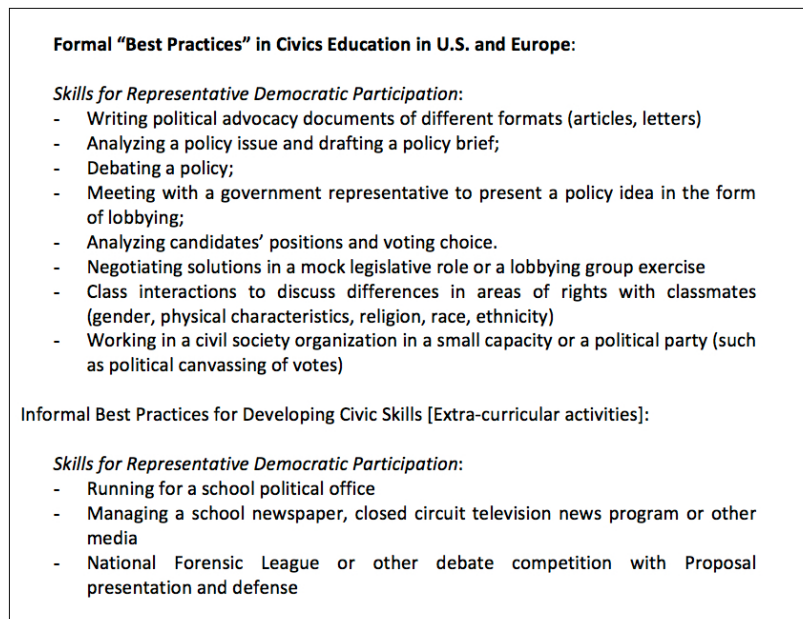 Formal “Best Practices” in Civics Education in U.S. and Europe:
Skills for Representative Democratic Participation:
- Writing political advocacy documents of different formats (articles, letters)
- Analyzing a policy issue and drafting a policy brief;
- Debating a policy;
- Meeting with a government representative to present a policy idea in the form
of lobbying;
- Analyzing candidates’ positions and voting choice.
- Negotiating solutions in a mock legislative role or a lobbying group exercise
- Class interactions to discuss differences in areas of rights with classmates
(gender, physical characteristics, religion, race, ethnicity)
- Working in a civil society organization in a small capacity or a political party (such
as political canvassing of votes)
Informal Best Practices for Developing Civic Skills [Extra-curricular activities]:
Skills for Representative Democratic Participation:
- Running for a school political office
- Managing a school newspaper, closed circuit television news program or other
media
- National Forensic League or other debate competition with Proposal
presentation and defense